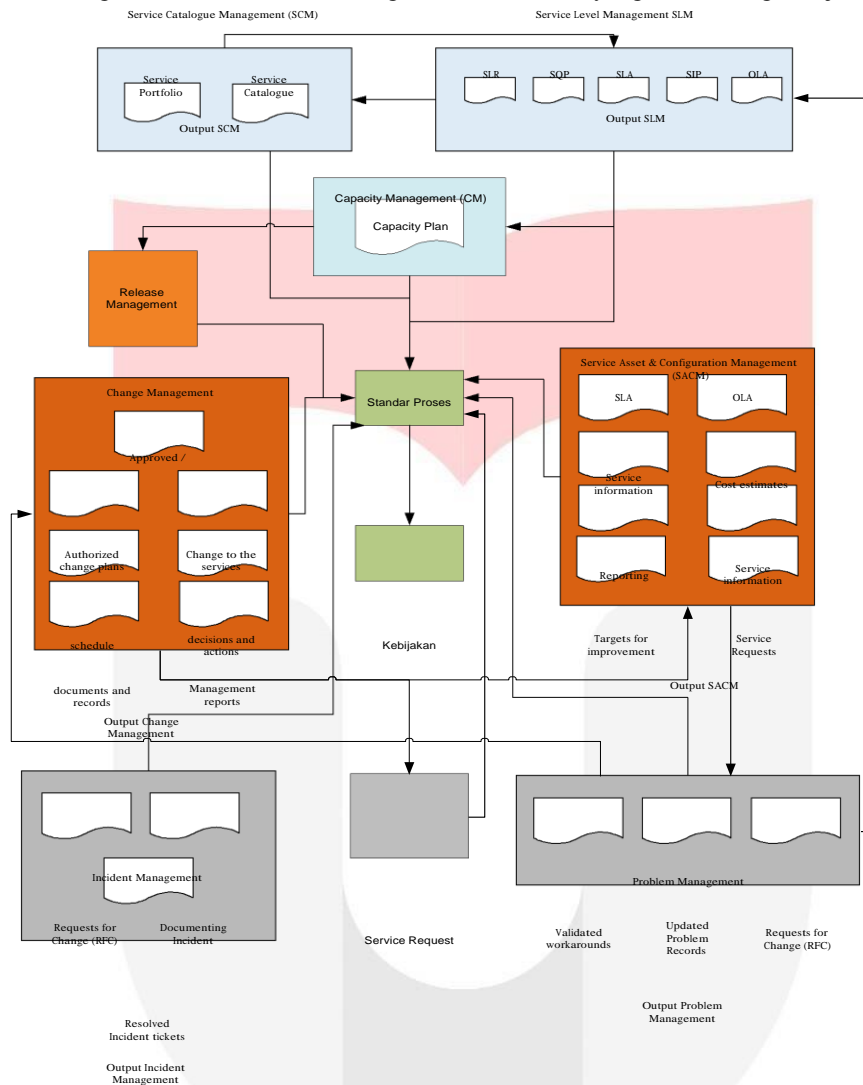 Service Catalogue Management (SCM)
Service Level Management SLM
Service
Portfolio
Service
Catalogue
Output SCM
SLR
SQP
SLA
SIP
OLA
Output SLM
Capacity Management (CM)
Capacity Plan
Release
Management
Standar Proses
Service Asset & Configuration Management
(SACM)
SLA
OLA
Service
information
Cost estimates
Reporting
Service
information
Change Management
Approved /
Authorized
change plans
Change to the
services
schedule
decisions and
actions
Kebijakan
Targets for
improvement
Service
Requests
Output SACM
documents and
records
Management
reports
Output Change
Management
Incident Management
Requests for
Change (RFC)
Documenting
Incident
Resolved
Incident tickets
Output Incident
Management
Service Request
Problem Management
Validated
workarounds
Updated
Problem
Records
Requests for
Change (RFC)
Output Problem
Management